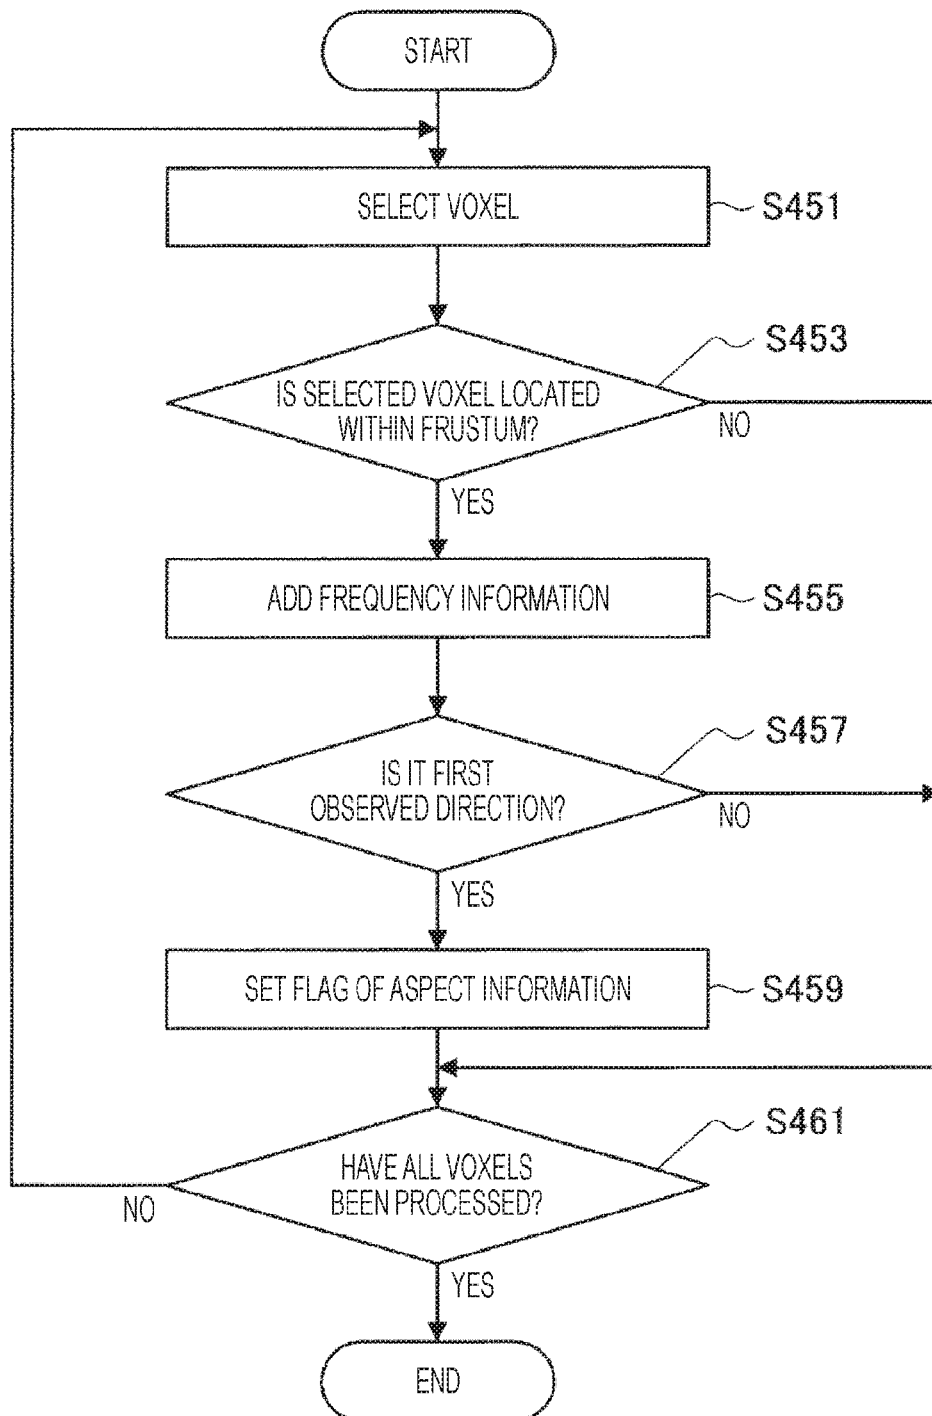 START
SELECT VOXEL
S451
S453
IS SELECTED VOXEL LOCATED
WITHIN FRUSTUM?
NO
YES
ADD FREQUENCY INFORMATION
S455
S457
IS IT FIRST
OBSERVED DIRECTION?
NO
YES
SET FLAG OF ASPECT INFORMATION
S459
S461
HAVE ALL VOXELS
BEEN PROCESSED?
NO
YES
END